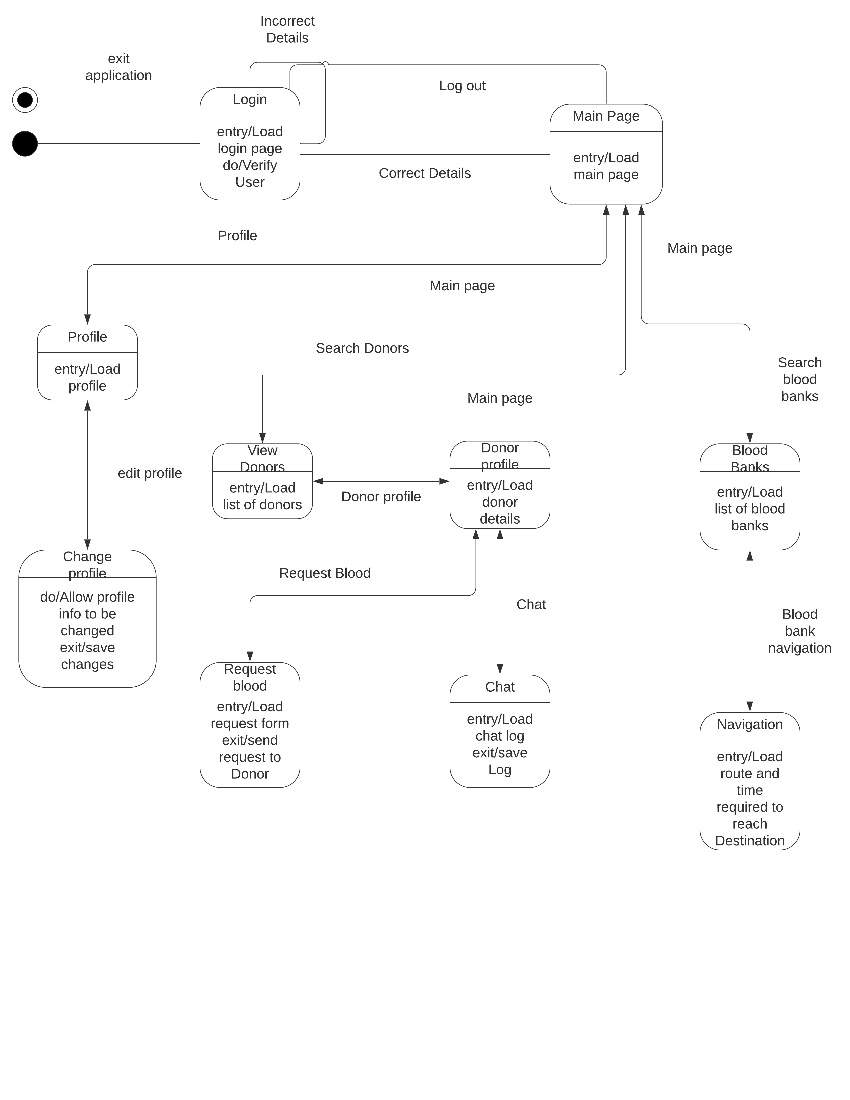 Incorrect
Details
exit
application
Log out
Login
entry/Load
login page
do/Verify
User
Main Page
entry/Load
main page
Correct Details
Profile
Main page
Main page
Profile
entry/Load
profile
Search Donors
Main page
Search
blood
banks
edit profile
View
Donors
entry/Load
list of donors
Donor profile
Donor
profile
entry/Load
donor
details
Blood
Banks
entry/Load
list of blood
banks
Change
profile
do/Allow profile
info to be
changed
exit/save
changes
Request Blood
Chat
Blood
bank
navigation
Request
blood
entry/Load
request form
exit/send
request to
Donor
Chat
entry/Load
chat log
exit/save
Log
Navigation
entry/Load
route and
time
required to
reach
Destination